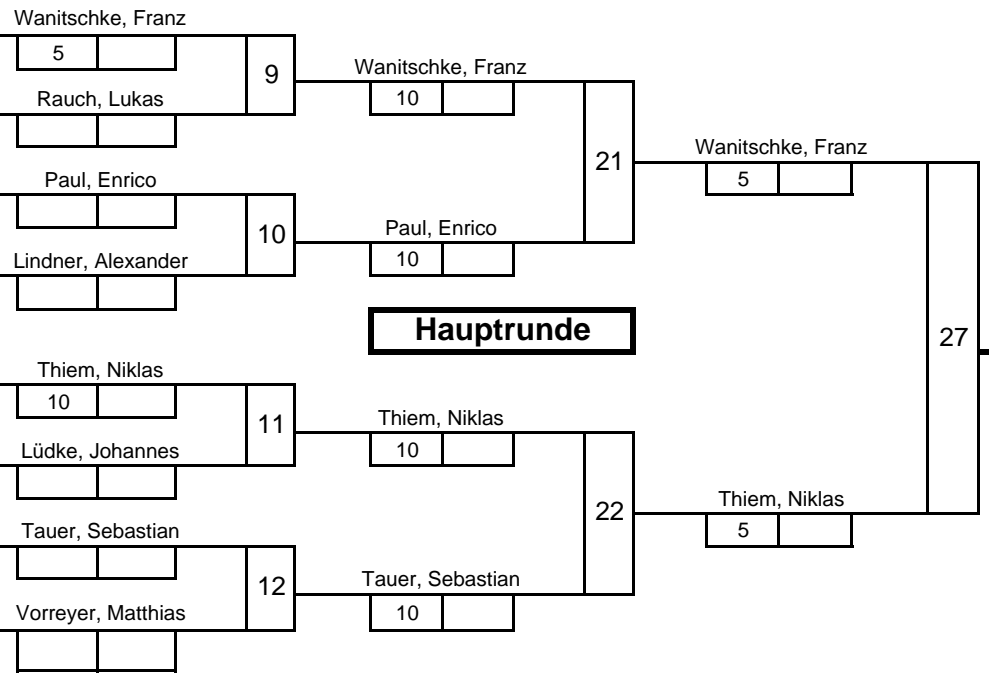 Wanitschke, Franz
5
9
Rauch, Lukas
Wanitschke, Franz
10
21
Paul, Enrico
10
Lindner, Alexander
Paul, Enrico
10
Wanitschke, Franz
5
27
Hauptrunde
Thiem, Niklas
10
11
Lüdke, Johannes
Thiem, Niklas
10
22
Tauer, Sebastian
12
Vorreyer, Matthias
Tauer, Sebastian
10
Thiem, Niklas
5